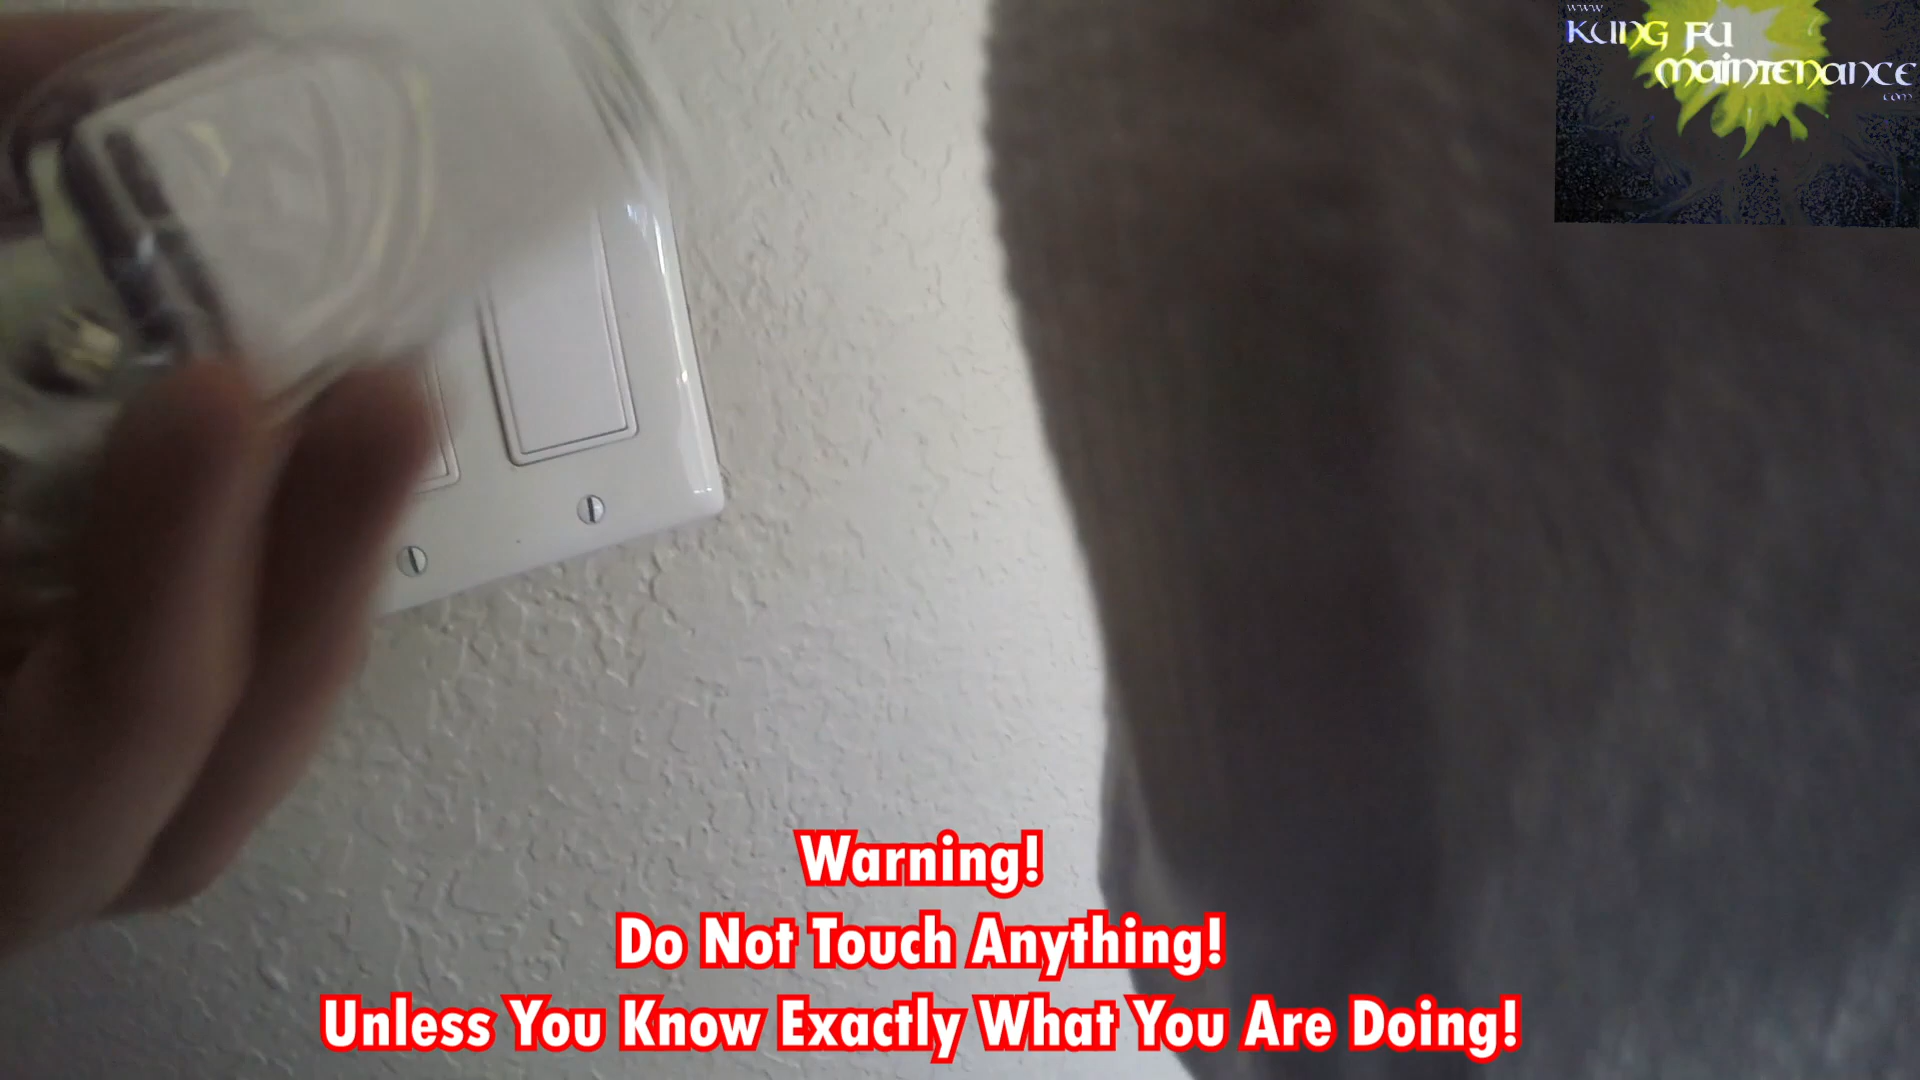 www
Kung Fu
Maintenance
.com
Warning!
Do Not Touch Anything!
Unless You Know Exactly What You Are Doing!